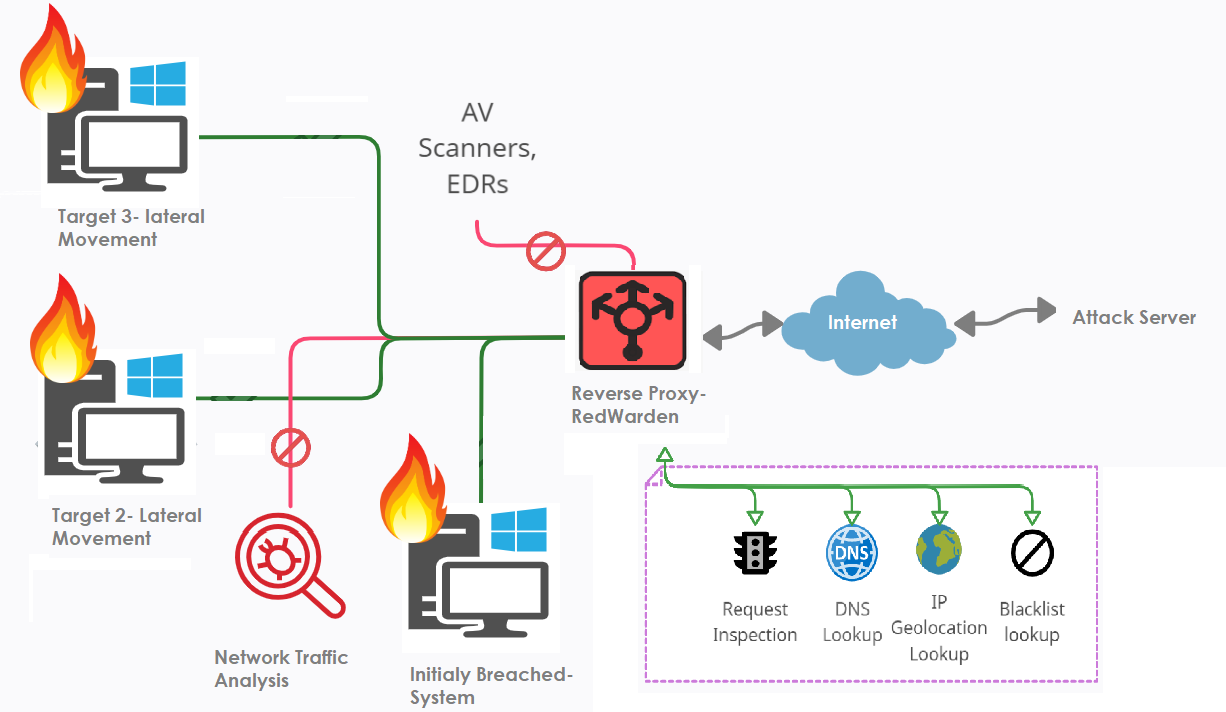 AV
Scanners,
EDRs
Target 3- lateral
Movement
Internet
Attack Server
Reverse Proxy-
RedWarden
Target 2- Lateral
Movement
DNS
Request
Inspection
DNS
Lookup
IP
Geolocation
Lookup
Blacklist
lookup
Network Traffic
Analysis
Initialy Breached-
System